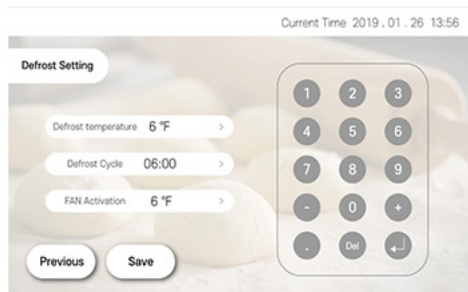 Current Time 2019 . 01 . 26 13:56
Defrost Setting
Defrost temperature 6 °F >
Defrost Cycle 06:00 >
FAN Activation 6 °F >
Previous Save
1 2 3
4 5 6
7 8 9
- 0 +
. Del ↵